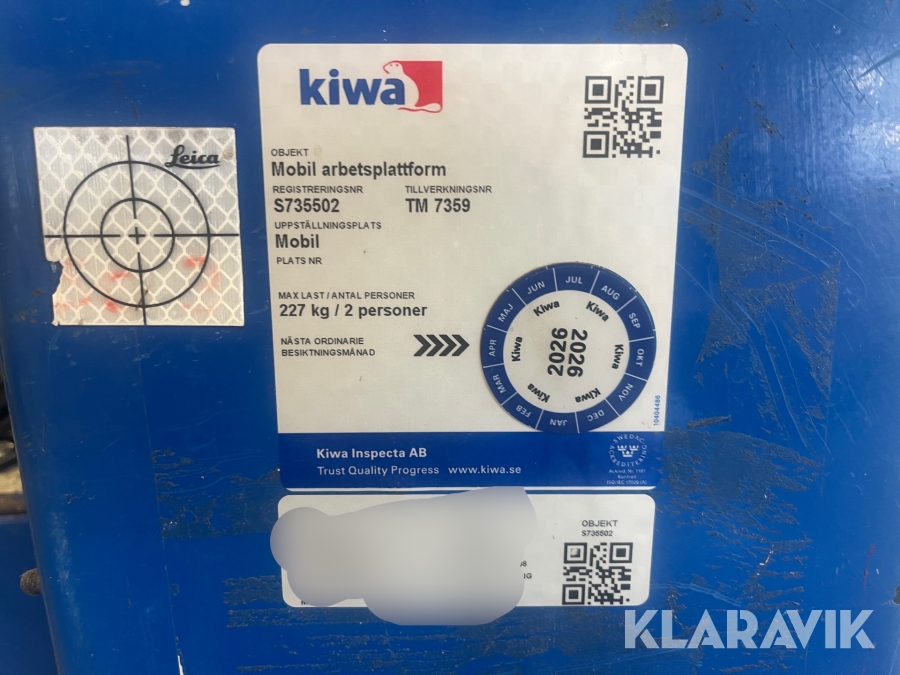 kiwa
Leica
OBJEKT
Mobil arbetsplattform
REGISTRERINGSNR TILLVERKNINGSNR
S735502 TM 7359
UPPSTÄLLNINGSPLATS
Mobil
PLATS NR
MAX LAST / ANTAL PERSONER
227 kg / 2 personer
NÄSTA ORDINARIE
BESIKTNINGSMÅNAD
JAN FEB MAR APR MAJ JUN JUL AUG SEP OKT NOV DEC
Kiwa Kiwa Kiwa Kiwa Kiwa Kiwa
2026
2026
10404486
Kiwa Inspecta AB
Trust Quality Progress www.kiwa.se
SWEDAC
ACKREDITERING
OBJEKT
S735502
KLARAVIK